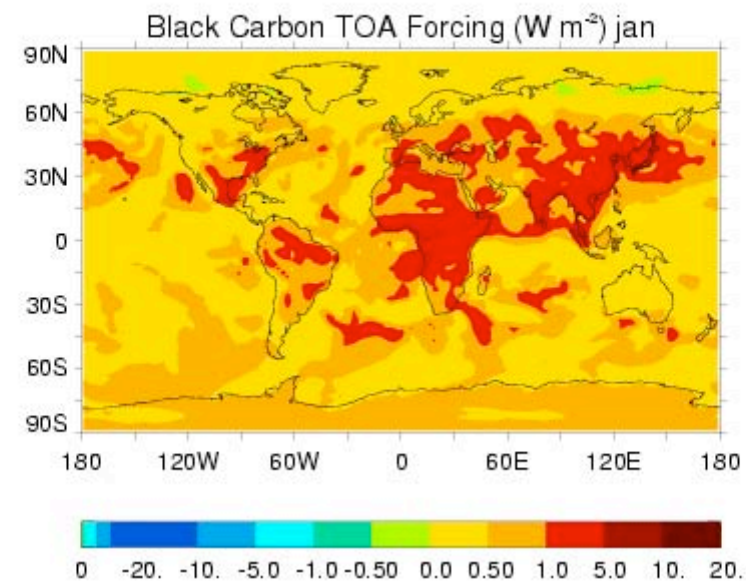 Black Carbon TOA Forcing (W m⁻²) jan
90N
60N
30N
0
30S
60S
90S
180 120W 60W 0 60E 120E 180
0 -20. -10. -5.0 -1.0 -0.50 0.0 0.50 1.0 5.0 10. 20.